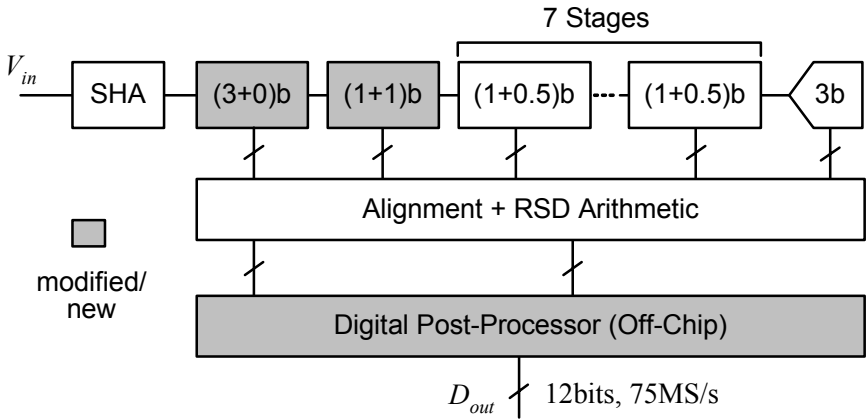 7 Stages
V_in
SHA
(3+0)b
(1+1)b
(1+0.5)b
(1+0.5)b
3b
Alignment + RSD Arithmetic
modified/
new
Digital Post-Processor (Off-Chip)
D_out 12bits, 75MS/s